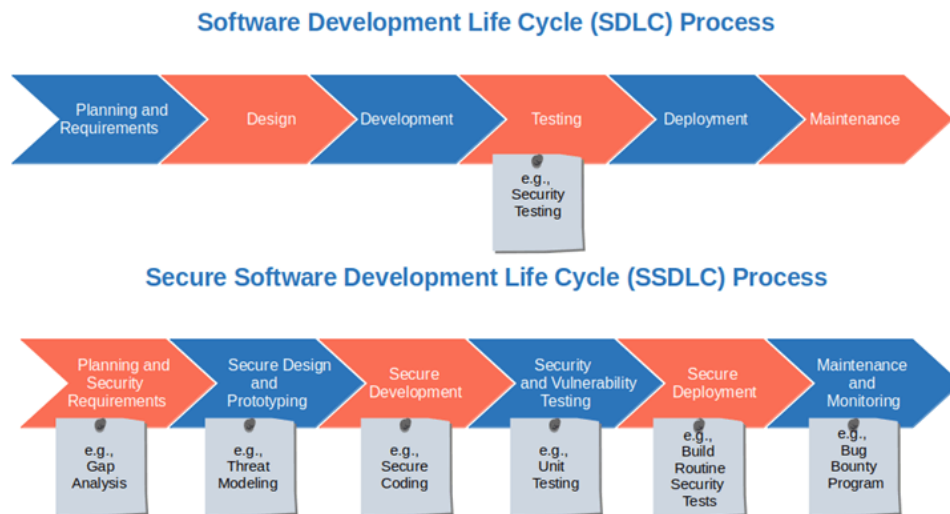 Software Development Life Cycle (SDLC) Process
Planning and
Requirements
Design
Development
Testing
Deployment
Maintenance
e.g.,
Security
Testing
Secure Software Development Life Cycle (SSDLC) Process
Planning and
Security
Requirements
Secure Design
and
Prototyping
Secure
Development
Security
and Vulnerability
Testing
Secure
Deployment
Maintenance
and
Monitoring
e.g.,
Gap
Analysis
e.g.,
Threat
Modeling
e.g.,
Secure
Coding
e.g.,
Unit
Testing
e.g.,
Build
Routine
Security
Tests
e.g.,
Bug
Bounty
Program